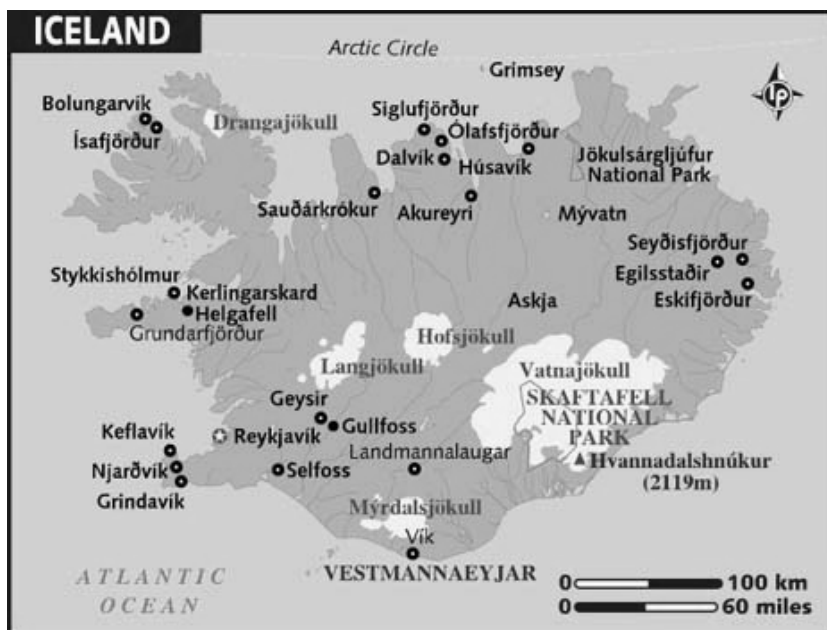 ICELAND
Arctic Circle
Grímsey
Bolungarvík
Siglufjörður
Drangajökull
Ólafsfjörður
Ísafjörður
Dalvík
Húsavík
Jökulsárgljúfur
National Park
Sauðárkrókur
Akureyri
Mývatn
Seyðisfjörður
Egilsstaðir
Stykkishólmur
Kerlingarskard
Askja
Eskifjörður
Helgafell
Grundarfjörður
Hofsjökull
Langjökull
Vatnajökull
SKAFTAFELL
NATIONAL
PARK
Geysir
Gullfoss
Keflavík
Reykjavík
Landmannalaugar
Njarðvík
Selfoss
Hvannadalshnúkur
(2119m)
Grindavík
Mýrdalsjökull
Vík
VESTMANNAEYJAR
ATLANTIC
OCEAN
0 100 km
0 60 miles
LP